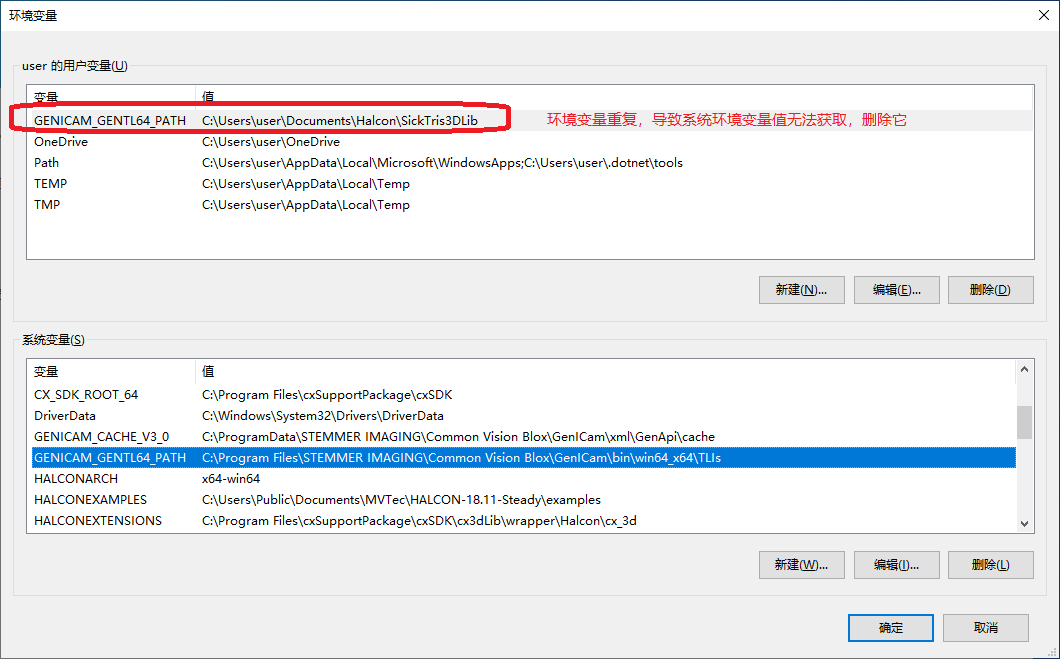 环境变量
user 的用户变量(U)
变量 值
GENICAM_GENTL64_PATH C:\Users\user\Documents\Halcon\SickTris3DLib 环境变量重复，导致系统环境变量值无法获取，删除它
OneDrive C:\Users\user\OneDrive
Path C:\Users\user\AppData\Local\Microsoft\WindowsApps;C:\Users\user\.dotnet\tools
TEMP C:\Users\user\AppData\Local\Temp
TMP C:\Users\user\AppData\Local\Temp
新建(N)... 编辑(E)... 删除(D)
系统变量(S)
变量 值
CX_SDK_ROOT_64 C:\Program Files\cxSupportPackage\cxSDK
DriverData C:\Windows\System32\Drivers\DriverData
GENICAM_CACHE_V3_0 C:\ProgramData\STEMMER IMAGING\Common Vision Blox\GenICam\xml\GenApi\cache
GENICAM_GENTL64_PATH C:\Program Files\STEMMER IMAGING\Common Vision Blox\GenICam\bin\win64_x64\TLIs
HALCONARCH x64-win64
HALCONEXAMPLES C:\Users\Public\Documents\MVTec\HALCON-18.11-Steady\examples
HALCONEXTENSIONS C:\Program Files\cxSupportPackage\cxSDK\cx3dLib\wrapper\Halcon\cx_3d
新建(W)... 编辑(I)... 删除(L)
确定 取消